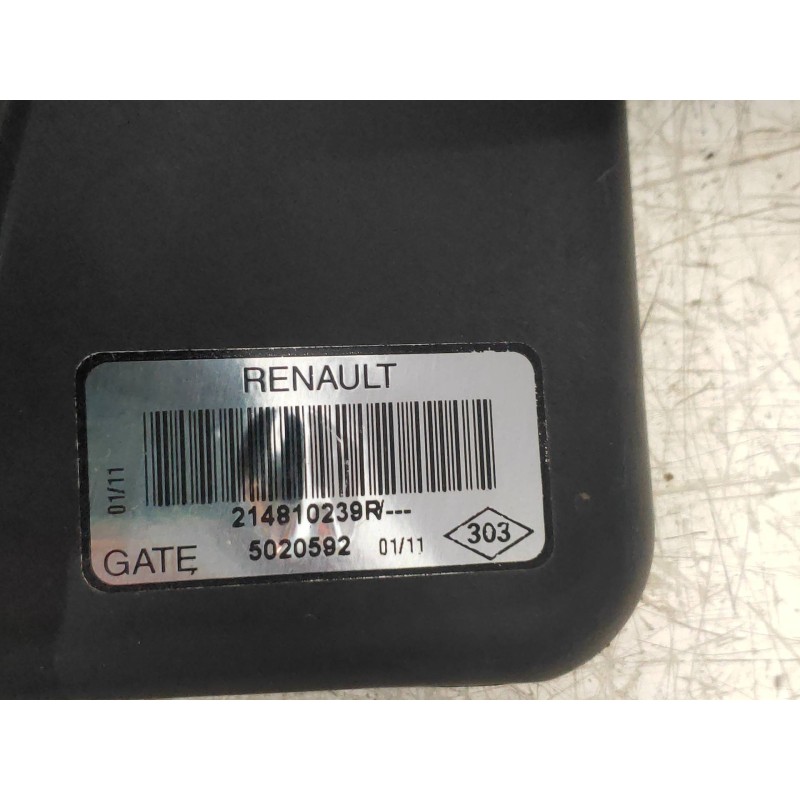 RENAULT
01/11
214810239R/---
5020592 01/11 303
GATE